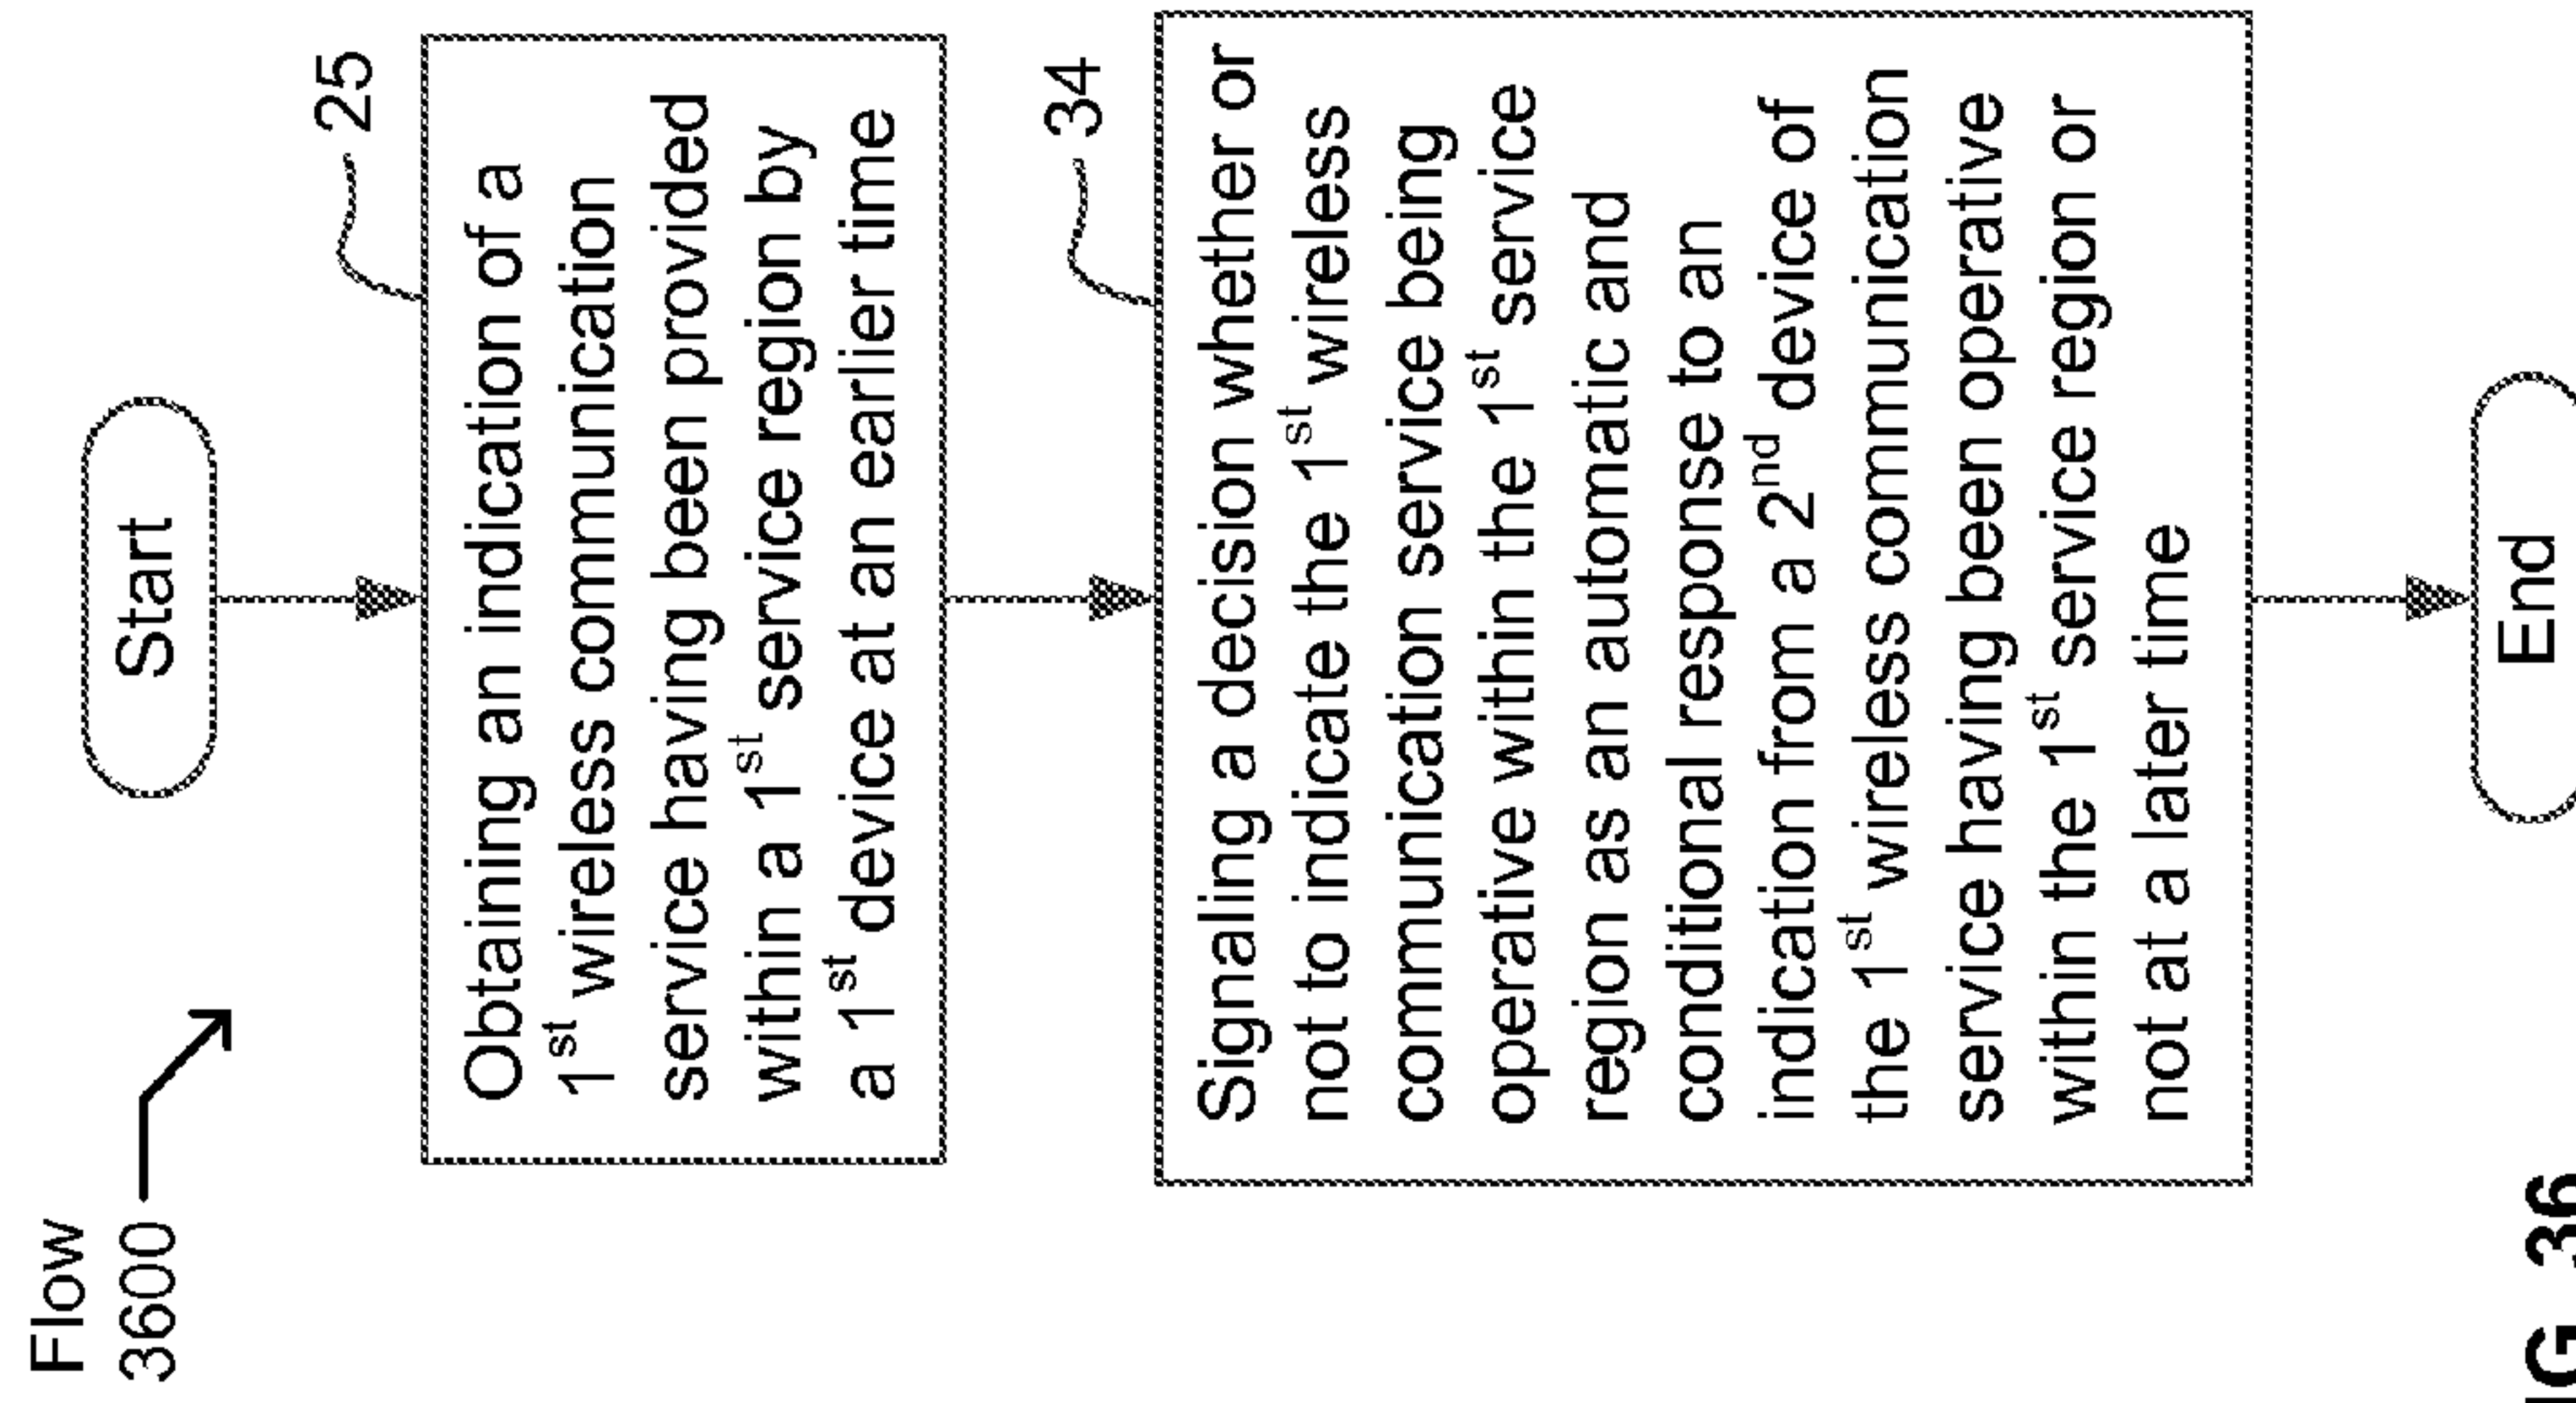 Flow
3600
Start
25
Obtaining an indication of a
1st wireless communication
service having been provided
within a 1st service region by
a 1st device at an earlier time
34
Signaling a decision whether or
not to indicate the 1st wireless
communication service being
operative within the 1st service
region as an automatic and
conditional response to an
indication from a 2nd device of
the 1st wireless communication
service having been operative
within the 1st service region or
not at a later time
End
IG. 36